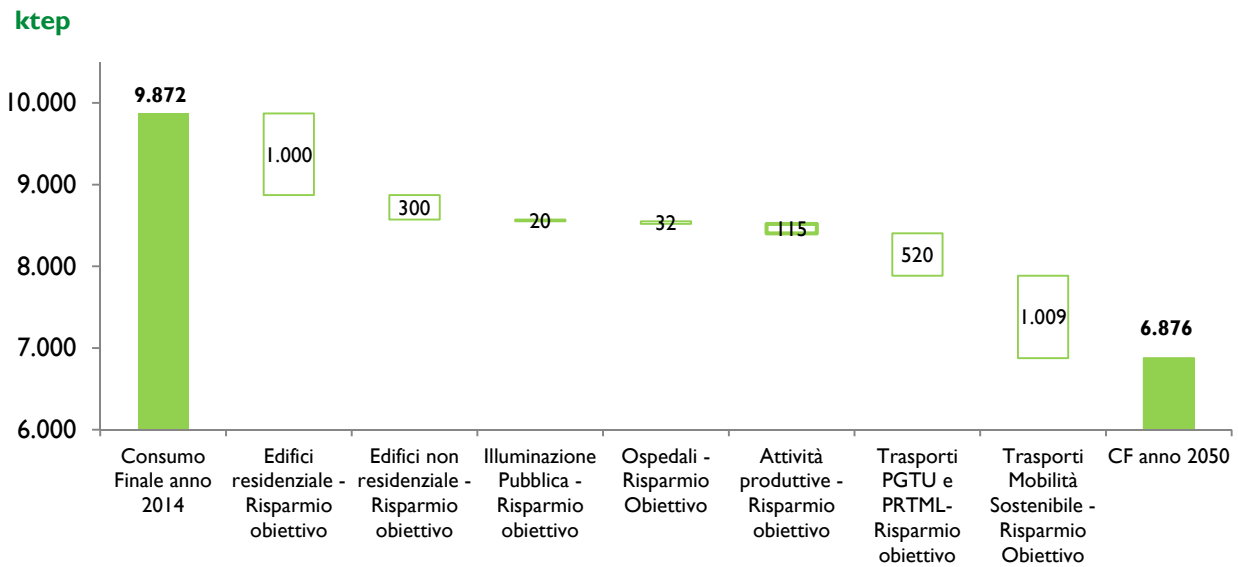 ktep
10.000
9.000
8.000
7.000
6.000
9.872
1.000
300
20
32
115
520
1.009
6.876
Consumo
Finale anno
2014
Edifici
residenziale -
Risparmio
obiettivo
Edifici non
residenziale -
Risparmio
obiettivo
Illuminazione
Pubblica -
Risparmio
obiettivo
Ospedali -
Risparmio
Obiettivo
Attività
produttive -
Risparmio
obiettivo
Trasporti
PGTU e
PRTML-
Risparmio
obiettivo
Trasporti
Mobilità
Sostenibile -
Risparmio
Obiettivo
CF anno 2050